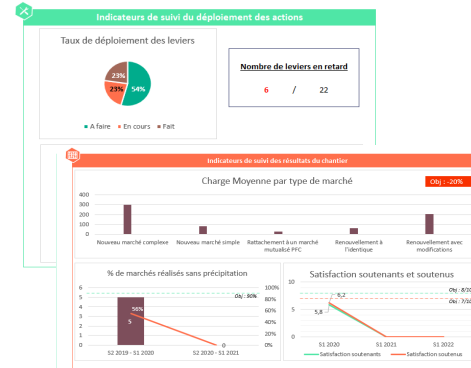 Indicateurs de suivi du déploiement des actions
Taux de déploiement des leviers
23%
23%
54%
A faire
En cours
Fait
Nombre de leviers en retard
6 / 22
Indicateurs de suivi des résultats du chantier
Charge Moyenne par type de marché
Obj : -20%
400
300
200
100
0
Nouveau marché complexe
Nouveau marché simple
Rattachement à un marché
mutualisé PFC
Renouvellement à
l'identique
Renouvellement avec
modifications
% de marchés réalisés sans précipitation
6
5
4
3
2
1
0
100%
80%
60%
40%
20%
0%
Obj : 90%
56%
5
0
S2 2019 - S1 2020
S2 2020 - S1 2021
Satisfaction soutenants et soutenus
10
5
0
Obj : 8/10
Obj : 7/10
6,2
5,8
S1 2020
S1 2021
S1 2022
Satisfaction soutenants
Satisfaction soutenus